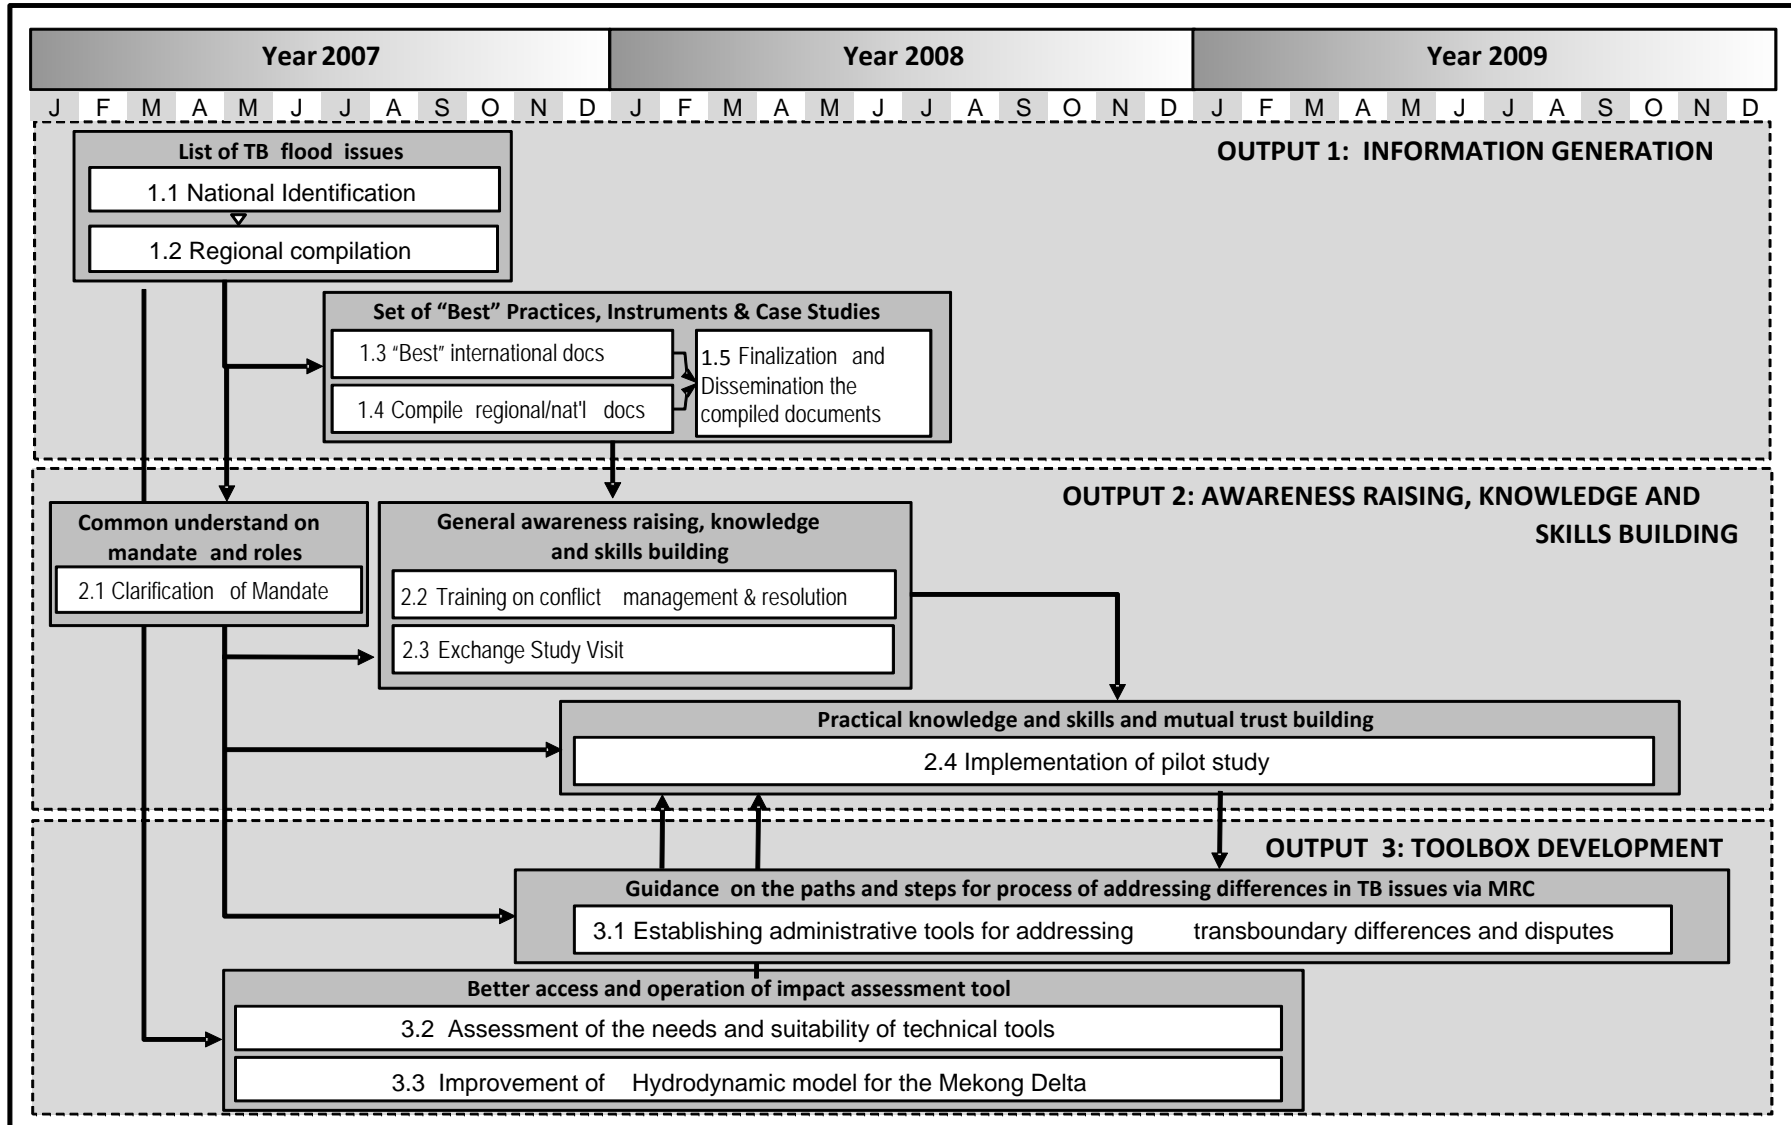 Year 2007 Year 2008 Year 2009
J F M A M J J A S O N D J F M A M J J A S O N D J F M A M J J A S O N D
List of TB flood issues
OUTPUT 1: INFORMATION GENERATION
1.1 National Identification
1.2 Regional compilation
Set of “Best” Practices, Instruments & Case Studies
1.3 “Best” international docs
1.4 Compile regional/nat'l docs
1.5 Finalization and
Dissemination the
compiled documents
OUTPUT 2: AWARENESS RAISING, KNOWLEDGE AND
SKILLS BUILDING
Common understand on
mandate and roles
2.1 Clarification of Mandate
General awareness raising, knowledge
and skills building
2.2 Training on conflict management & resolution
2.3 Exchange Study Visit
Practical knowledge and skills and mutual trust building
2.4 Implementation of pilot study
OUTPUT 3: TOOLBOX DEVELOPMENT
Guidance on the paths and steps for process of addressing differences in TB issues via MRC
3.1 Establishing administrative tools for addressing transboundary differences and disputes
Better access and operation of impact assessment tool
3.2 Assessment of the needs and suitability of technical tools
3.3 Improvement of Hydrodynamic model for the Mekong Delta